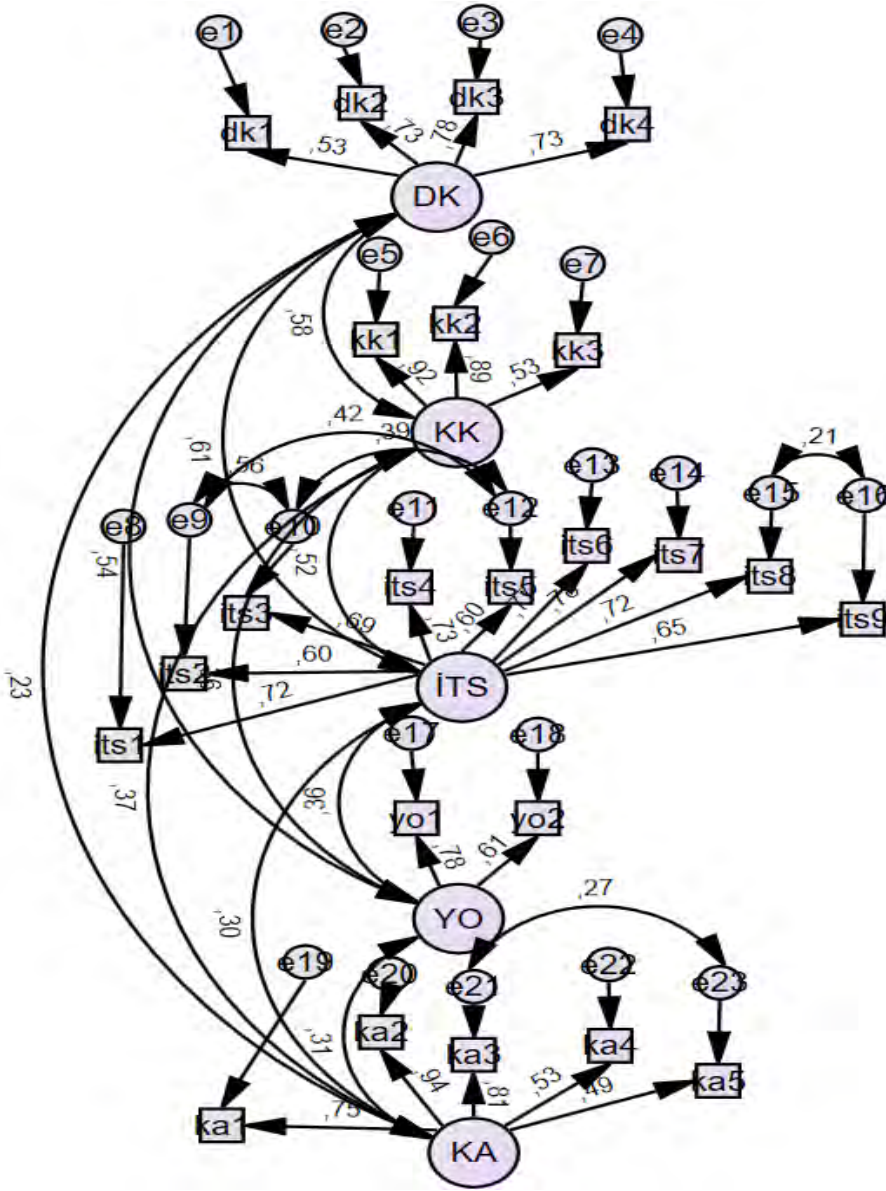 e1
e2
e3
e4
dk1
dk2
dk3
dk4
,53
,73
,78
,73
DK
e5
e6
e7
kk1
kk2
kk3
,58
,92
,89
,53
KK
,42
,39
,61
,56
,21
e8
e9
e10
e11
e12
e13
e14
e15
e16
,54
,52
its1
its2
its3
its4
its5
its6
its7
its8
its9
,72
,60
,69
,73
,60
,72
,65
İTS
,23
,37
,36
e17
e18
yo1
yo2
,78
,61
YO
,30
,27
e19
e20
e21
e22
e23
ka1
ka2
ka3
ka4
ka5
,31
,75
,94
,81
,53
,49
KA